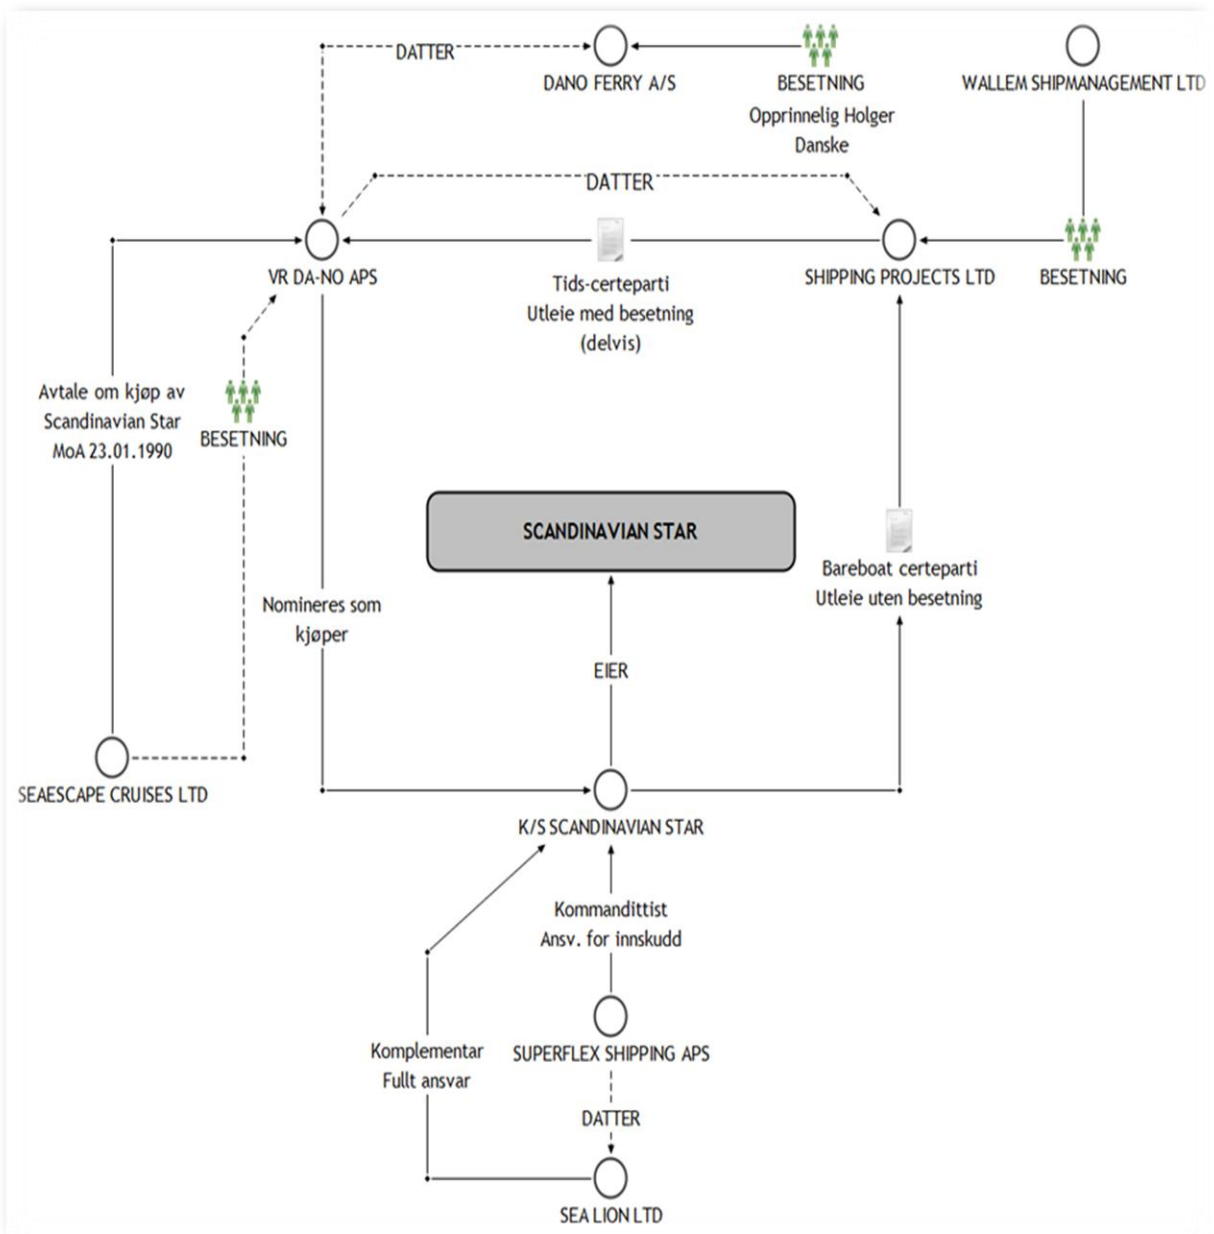 DATTER
DANO FERRY A/S
BESETNING
Opprinnelig Holger
Danske
WALLEM SHIPMANAGEMENT LTD
DATTER
VR DA-NO APS
Tids-certeparti
Utleie med besetning
(delvis)
SHIPPING PROJECTS LTD
BESETNING
Avtale om kjøp av
Scandinavian Star
MoA 23.01.1990
BESETNING
SCANDINAVIAN STAR
Bareboat certeparti
Utleie uten besetning
Nomineres som
kjøper
EIER
SEAESCAPE CRUISES LTD
K/S SCANDINAVIAN STAR
Kommandittist
Ansv. for innskudd
Komplementar
Fullt ansvar
SUPERFLEX SHIPPING APS
DATTER
SEA LION LTD